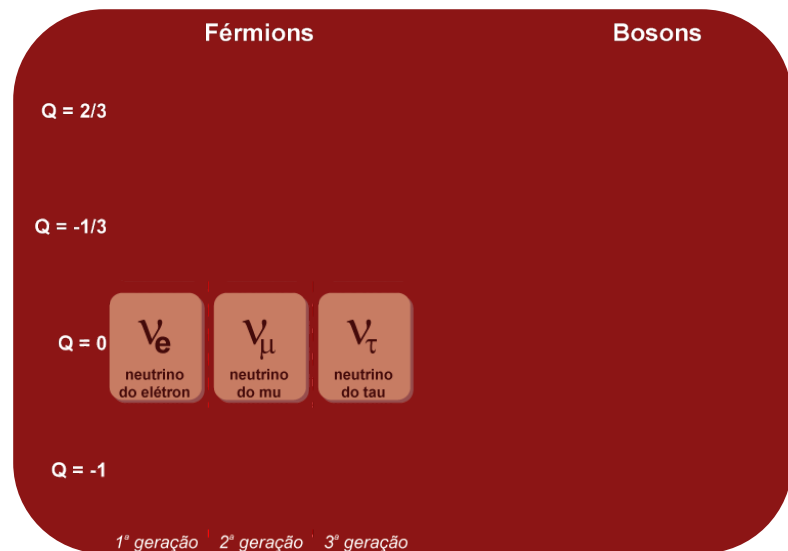 Férmions
Bosons
Q = 2/3
Q = -1/3
Q = 0
νe
neutrino
do elétron
νμ
neutrino
do mu
ντ
neutrino
do tau
Q = -1
1ª geração
2ª geração
3ª geração